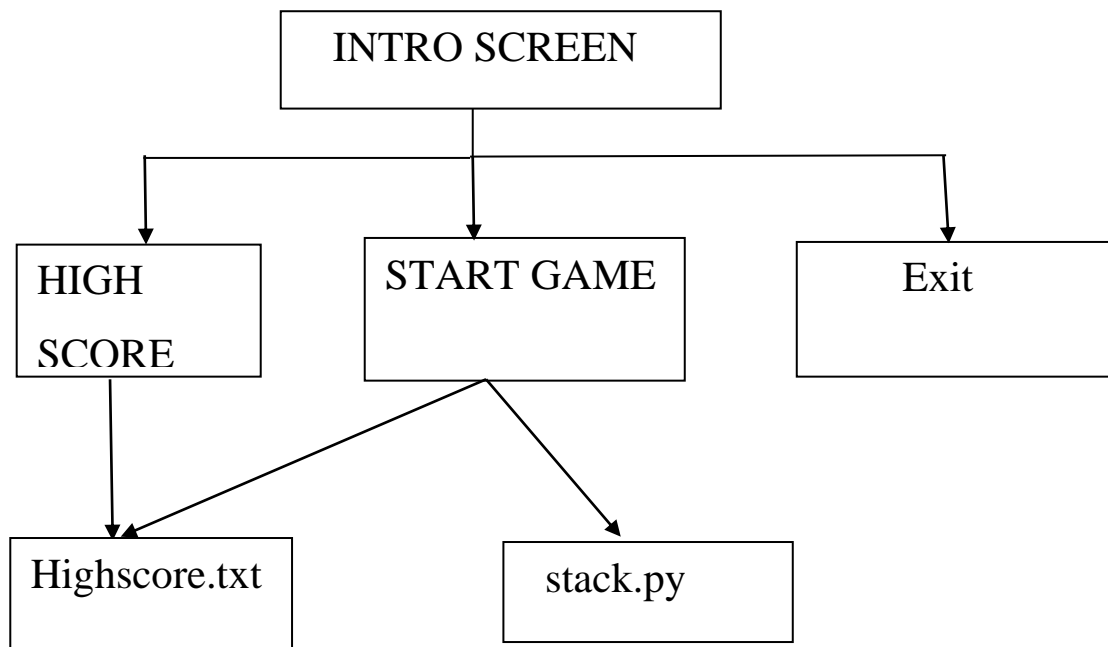 INTRO SCREEN
HIGH
SCORE
START GAME
Exit
Highscore.txt
stack.py